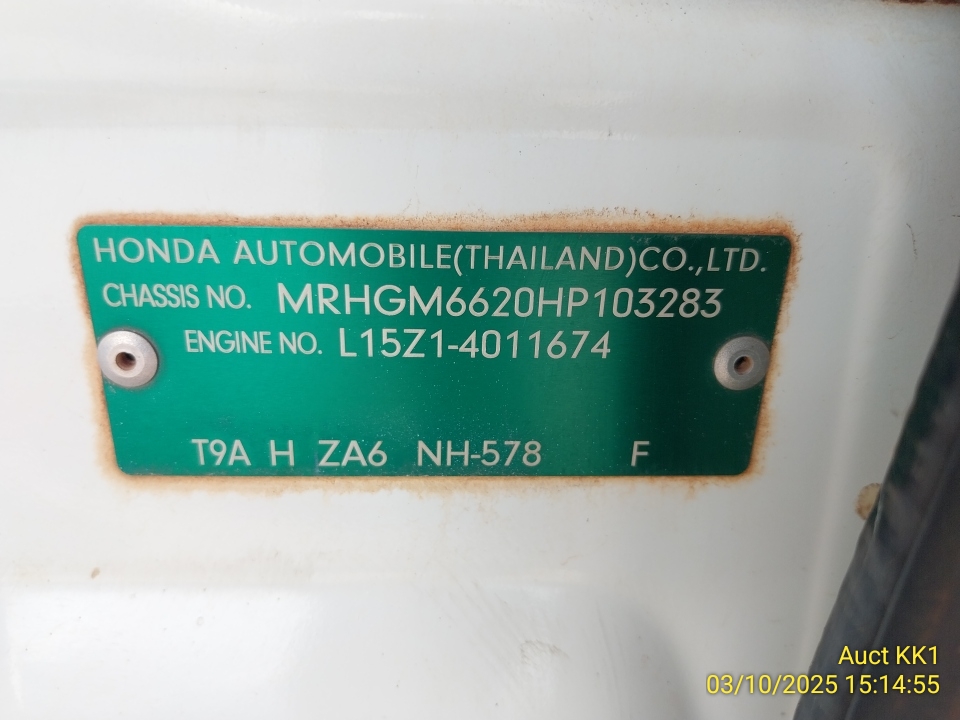 HONDA AUTOMOBILE(THAILAND)CO.,LTD.
CHASSIS NO. MRHGM6620HP103283
ENGINE NO. L15Z1-4011674
T9A H ZA6 NH-578 F
Auct KK1
03/10/2025 15:14:55